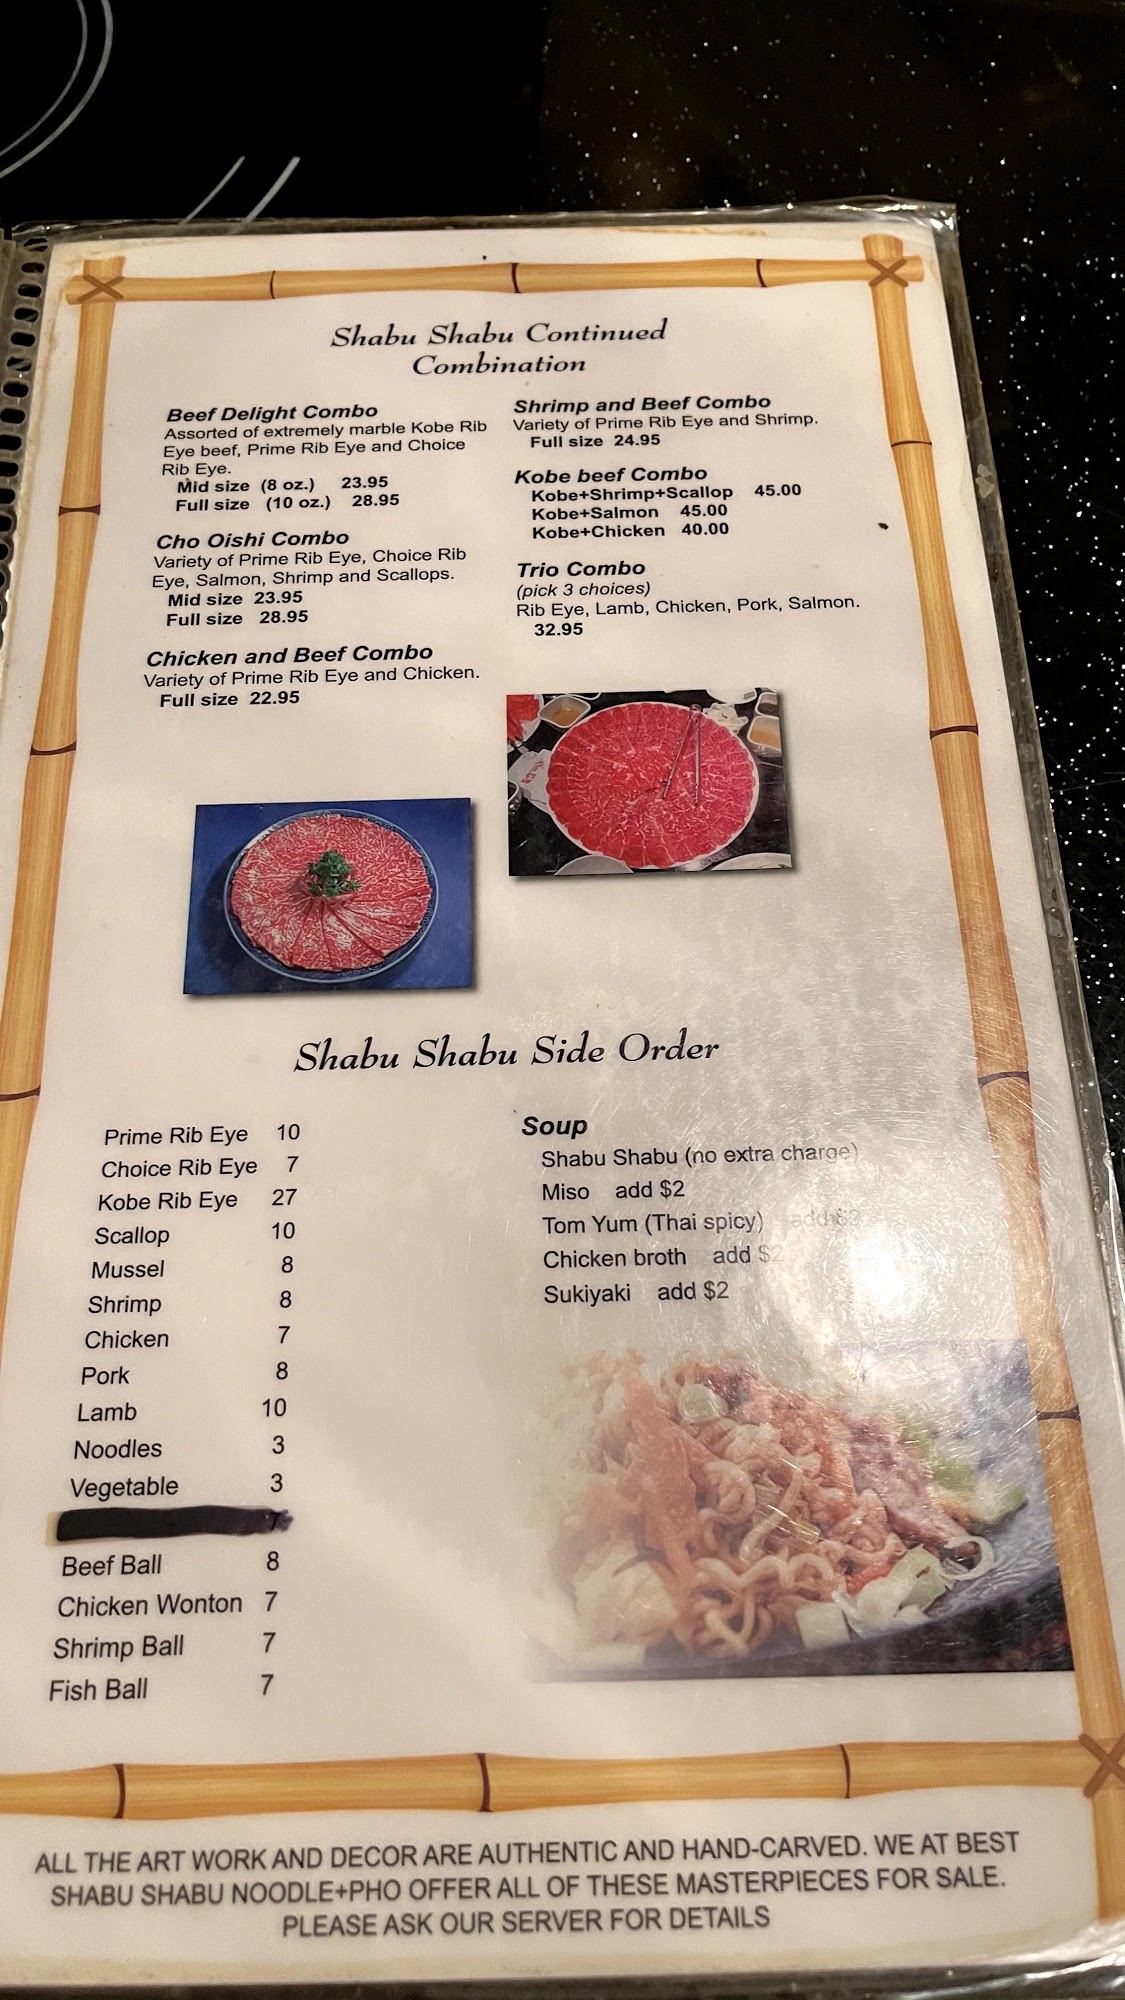 Shabu Shabu Continued
Combination
Beef Delight Combo
Assorted of extremely marble Kobe Rib
Eye beef, Prime Rib Eye and Choice
Rib Eye.
Mid size (8 oz.) 23.95
Full size (10 oz.) 28.95
Cho Oishi Combo
Variety of Prime Rib Eye, Choice Rib
Eye, Salmon, Shrimp and Scallops.
Mid size 23.95
Full size 28.95
Chicken and Beef Combo
Variety of Prime Rib Eye and Chicken.
Full size 22.95
Shrimp and Beef Combo
Variety of Prime Rib Eye and Shrimp.
Full size 24.95
Kobe beef Combo
Kobe+Shrimp+Scallop 45.00
Kobe+Salmon 45.00
Kobe+Chicken 40.00
Trio Combo
(pick 3 choices)
Rib Eye, Lamb, Chicken, Pork, Salmon.
32.95
Shabu Shabu Side Order
Prime Rib Eye 10
Choice Rib Eye 7
Kobe Rib Eye 27
Scallop 10
Mussel 8
Shrimp 8
Chicken 7
Pork 8
Lamb 10
Noodles 3
Vegetable 3
Beef Ball 8
Chicken Wonton 7
Shrimp Ball 7
Fish Ball 7
Soup
Shabu Shabu (no extra charge)
Miso add $2
Tom Yum (Thai spicy) add
Chicken broth add $2
Sukiyaki add $2
ALL THE ART WORK AND DECOR ARE AUTHENTIC AND HAND-CARVED. WE AT BEST
SHABU SHABU NOODLE+PHO OFFER ALL OF THESE MASTERPIECES FOR SALE.
PLEASE ASK OUR SERVER FOR DETAILS